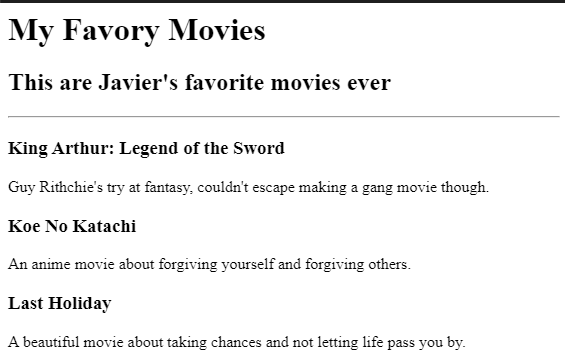 My Favory Movies
This are Javier's favorite movies ever
King Arthur: Legend of the Sword
Guy Rithchie's try at fantasy, couldn't escape making a gang movie though.
Koe No Katachi
An anime movie about forgiving yourself and forgiving others.
Last Holiday
A beautiful movie about taking chances and not letting life pass you by.